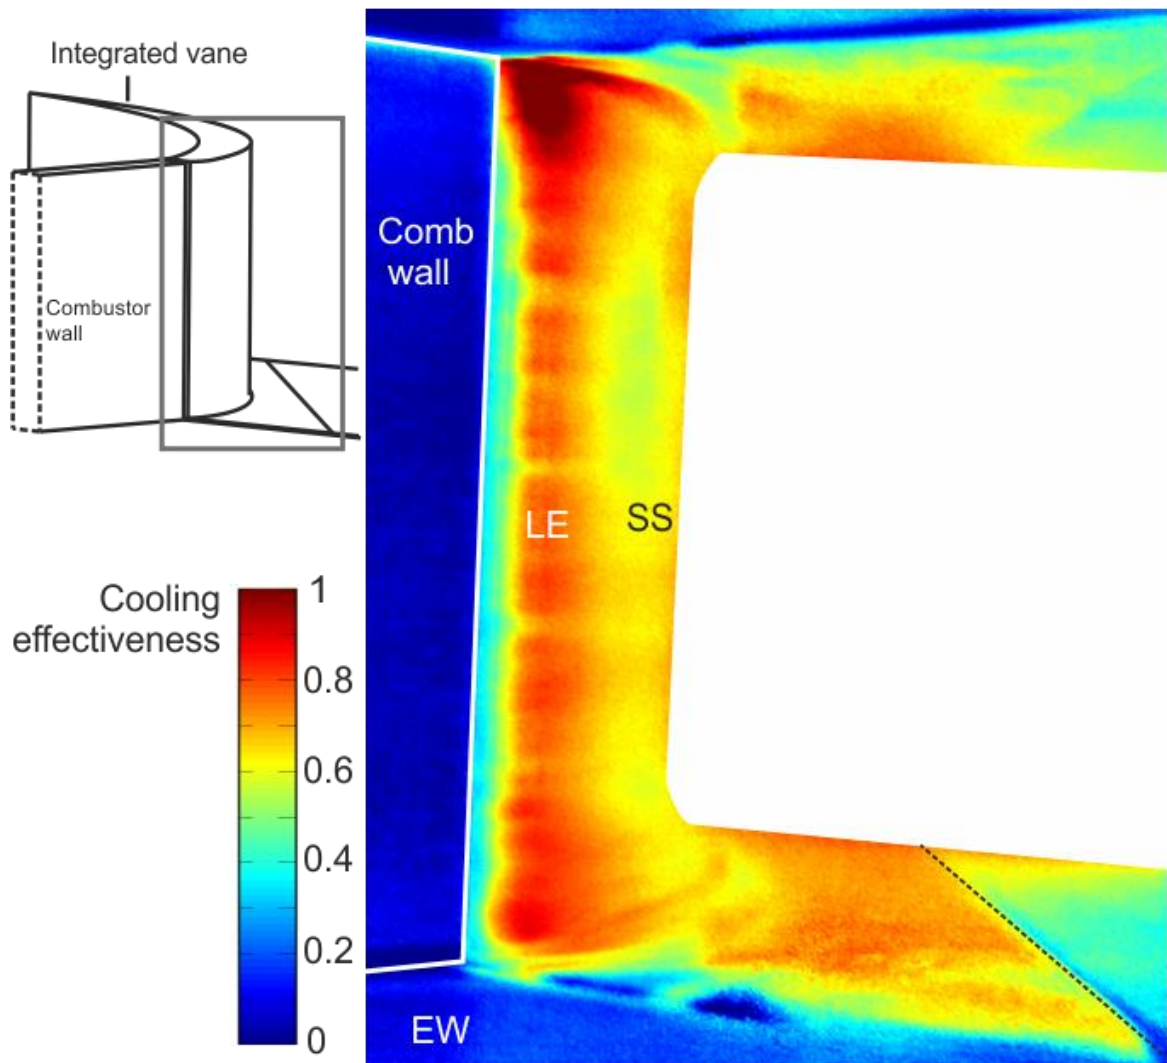 Integrated vane
Combustor
wall
Comb
wall
LE
SS
EW
Cooling
effectiveness
1
0.8
0.6
0.4
0.2
0